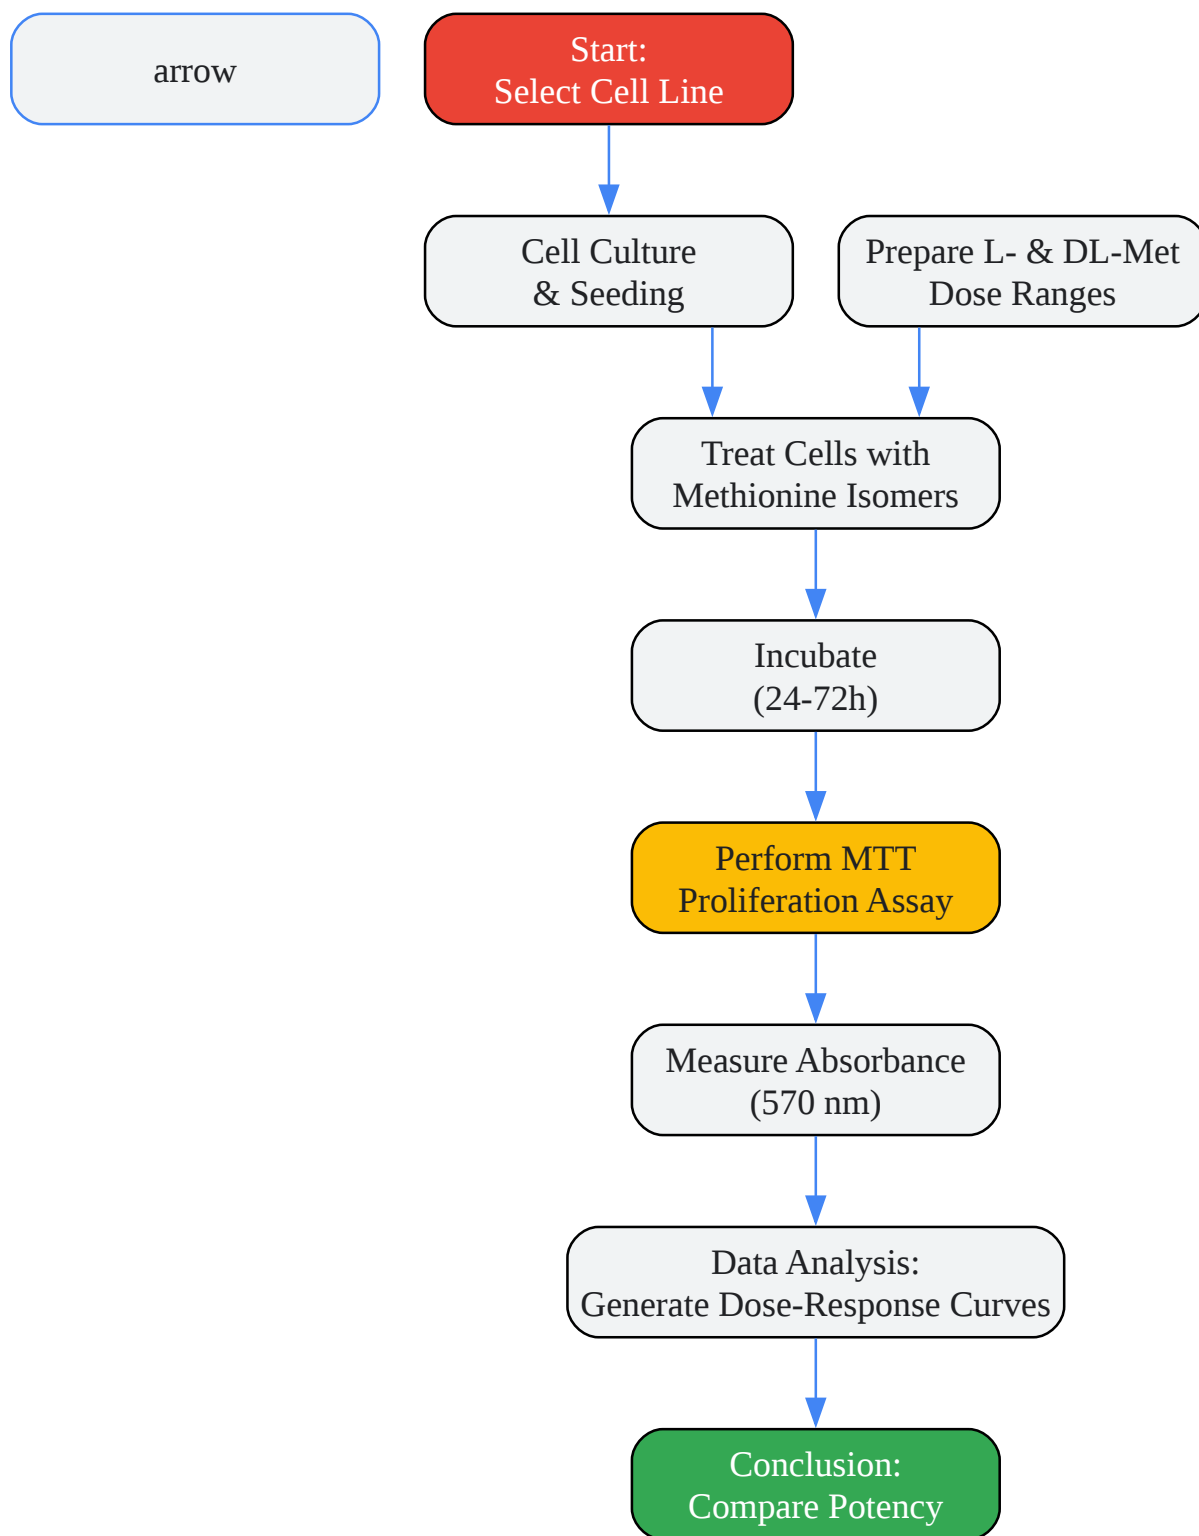 arrow
Start:
Select Cell Line
Cell Culture
& Seeding
Prepare L- & DL-Met
Dose Ranges
Treat Cells with
Methionine Isomers
Incubate
(24-72h)
Perform MTT
Proliferation Assay
Measure Absorbance
(570 nm)
Data Analysis:
Generate Dose-Response Curves
Conclusion:
Compare Potency